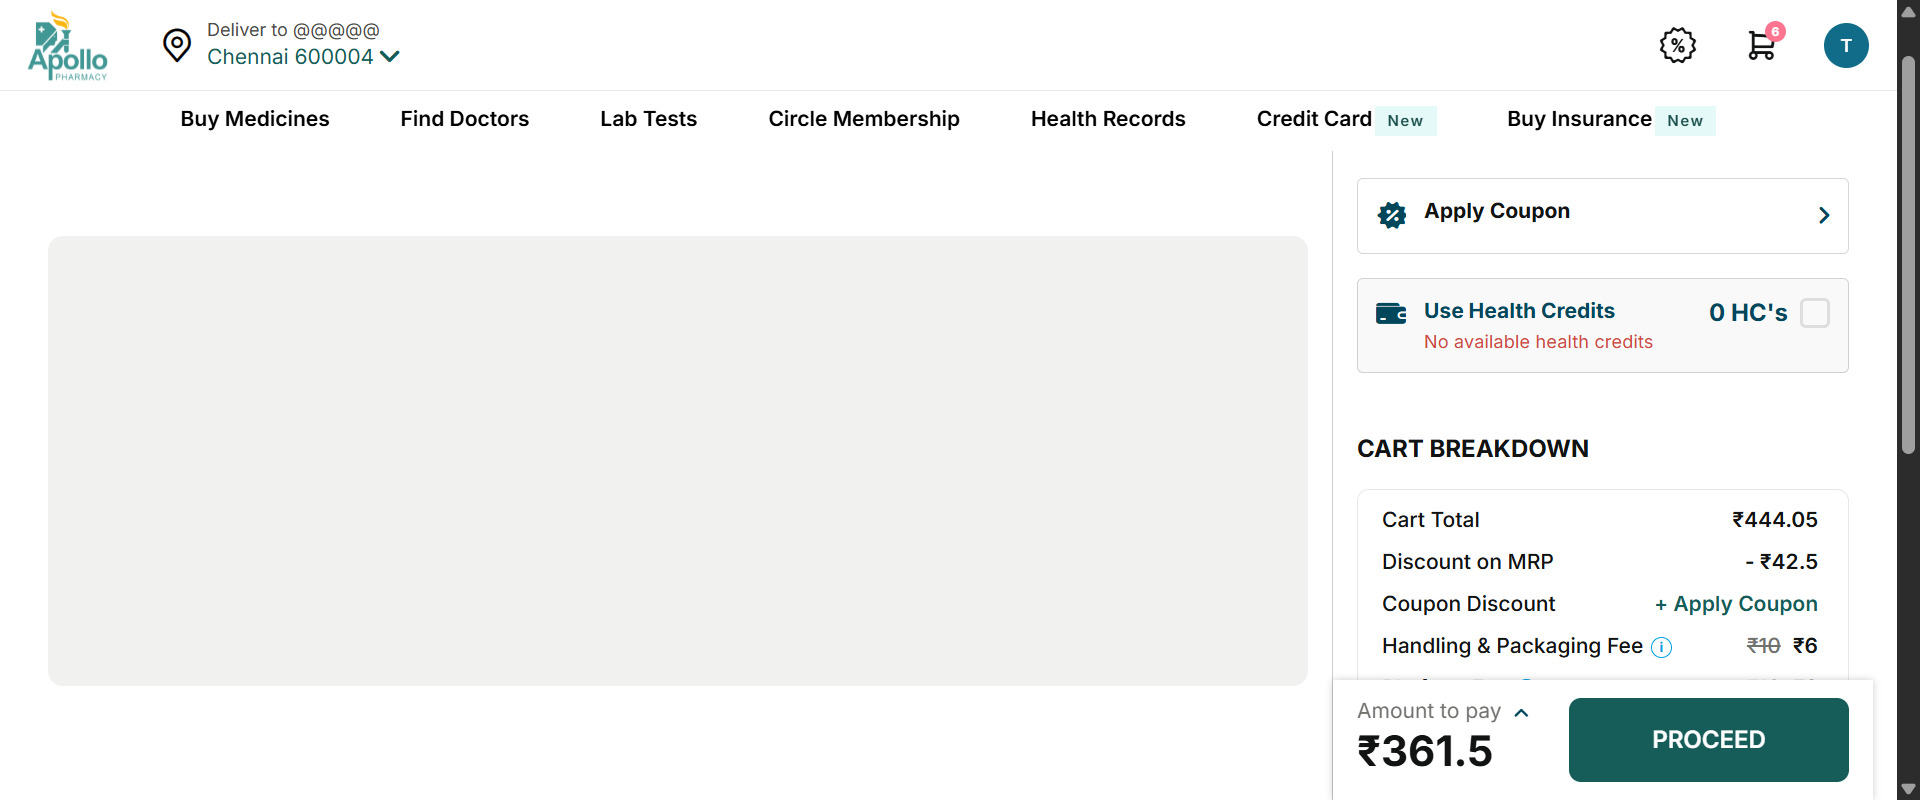 Apollo
PHARMACY
Deliver to @@@@@
Chennai 600004
%
6
T
Buy Medicines
Find Doctors
Lab Tests
Circle Membership
Health Records
Credit Card New
Buy Insurance New
Apply Coupon
Use Health Credits
0 HC's
No available health credits
CART BREAKDOWN
Cart Total ₹444.05
Discount on MRP - ₹42.5
Coupon Discount + Apply Coupon
Handling & Packaging Fee i ₹10 ₹6
Amount to pay
₹361.5
PROCEED